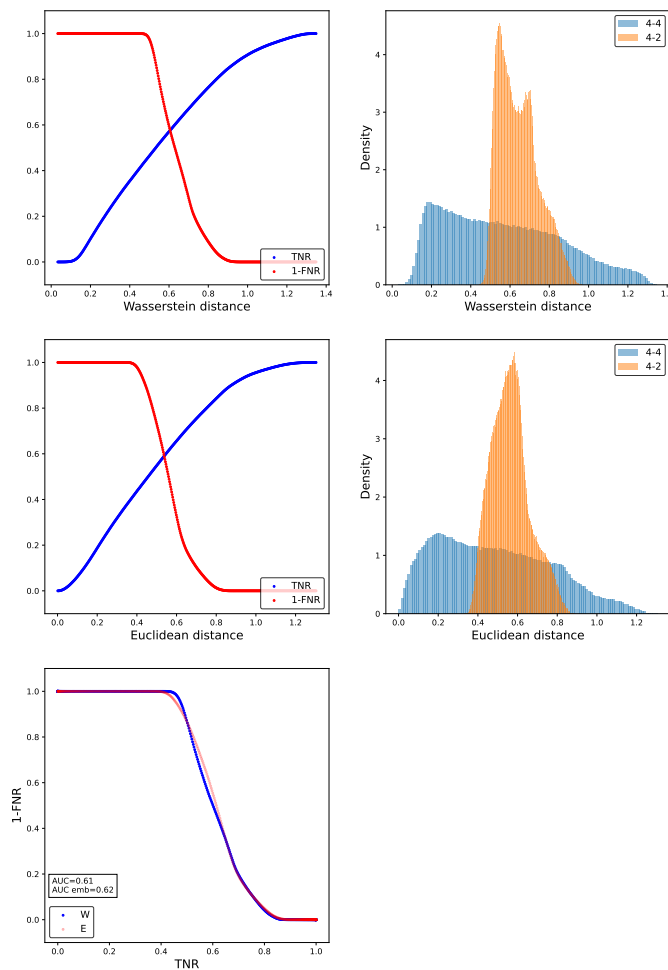 1.0
0.8
0.6
0.4
0.2
0.0
TNR
1-FNR
0.0 0.2 0.4 0.6 0.8 1.0 1.2 1.4
Wasserstein distance
4-4
4-2
Density
4
3
2
1
0
0.0 0.2 0.4 0.6 0.8 1.0 1.2 1.4
Wasserstein distance
1.0
0.8
0.6
0.4
0.2
0.0
TNR
1-FNR
0.0 0.2 0.4 0.6 0.8 1.0 1.2
Euclidean distance
4-4
4-2
Density
4
3
2
1
0
0.0 0.2 0.4 0.6 0.8 1.0 1.2
Euclidean distance
1-FNR
1.0
0.8
0.6
0.4
0.2
0.0
AUC=0.61
AUC emb=0.62
W
E
0.0 0.2 0.4 0.6 0.8 1.0
TNR